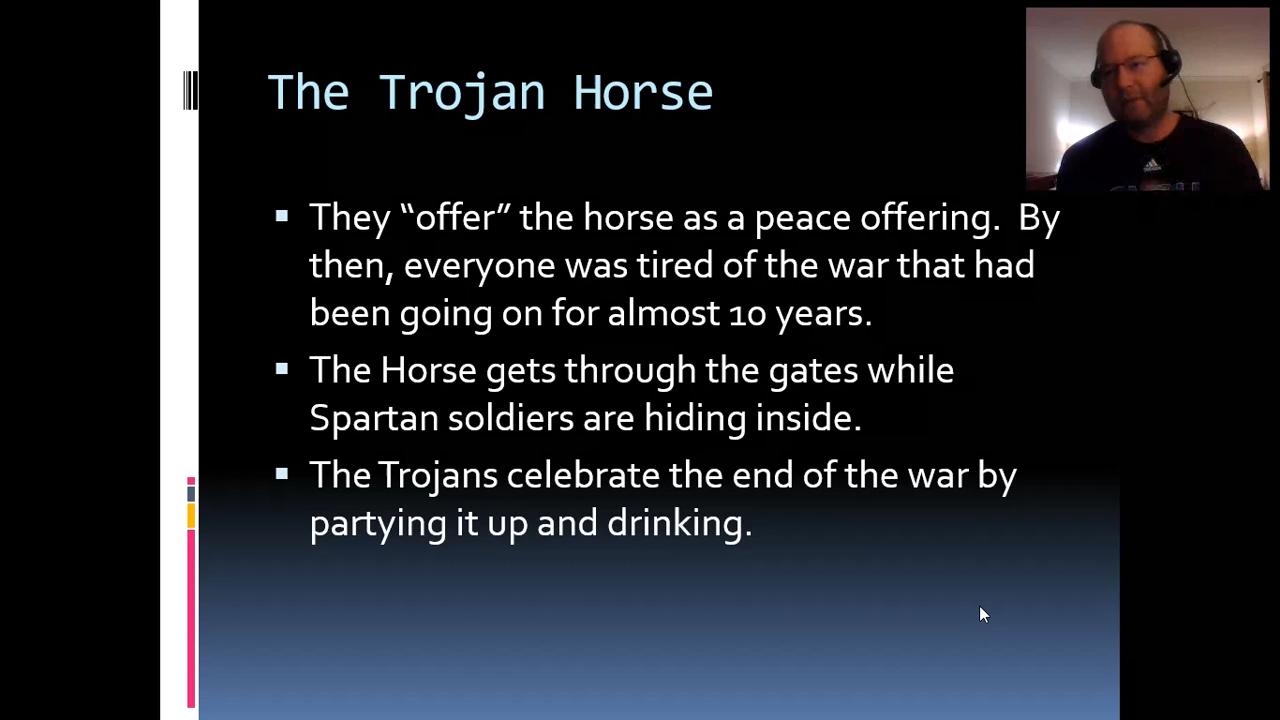 The Trojan Horse
They “offer” the horse as a peace offering. By
then, everyone was tired of the war that had
been going on for almost 10 years.
The Horse gets through the gates while
Spartan soldiers are hiding inside.
The Trojans celebrate the end of the war by
partying it up and drinking.